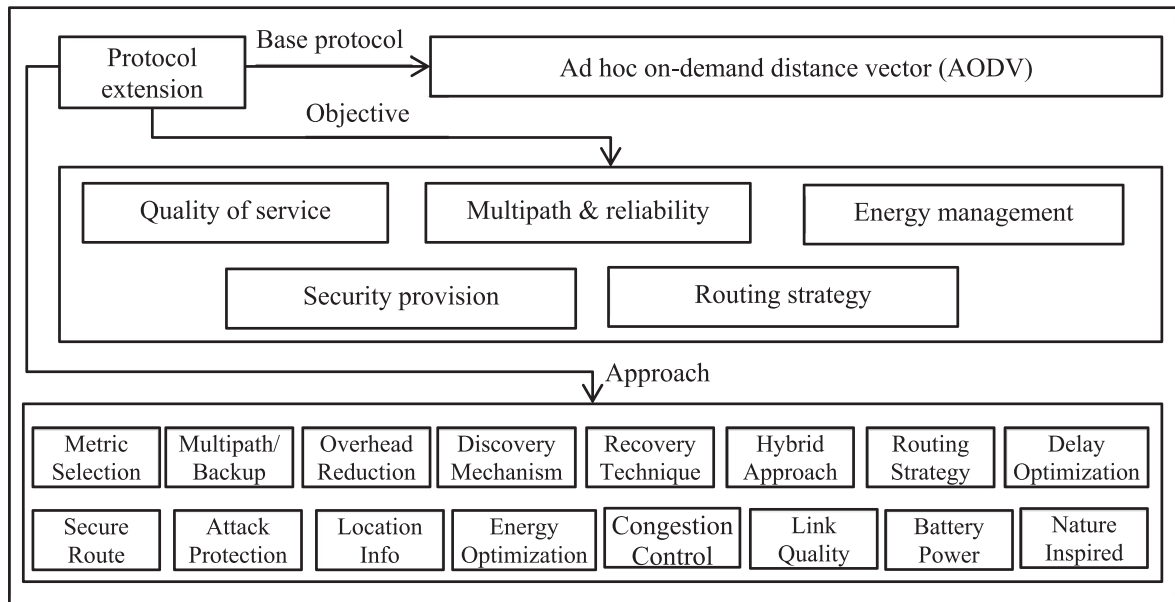 Base protocol
Protocol
extension
Ad hoc on-demand distance vector (AODV)
Objective
Quality of service
Multipath & reliability
Energy management
Security provision
Routing strategy
Approach
Metric
Selection
Multipath/
Backup
Overhead
Reduction
Discovery
Mechanism
Recovery
Technique
Hybrid
Approach
Routing
Strategy
Delay
Optimization
Secure
Route
Attack
Protection
Location
Info
Energy
Optimization
Congestion
Control
Link
Quality
Battery
Power
Nature
Inspired